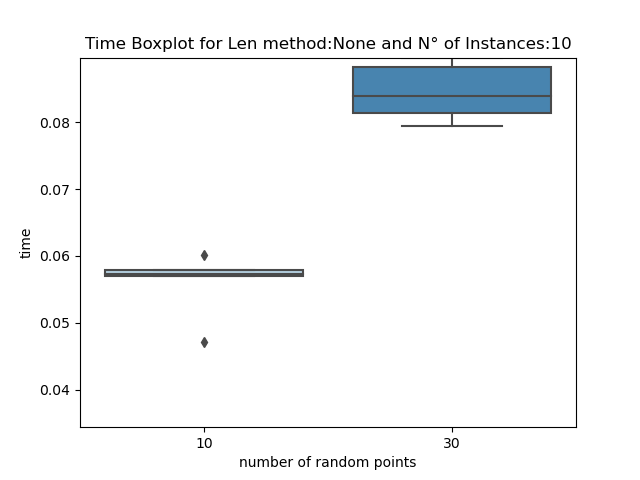 Time Boxplot for Len method:None and N° of Instances:10
0.08
0.07
0.06
0.05
0.04
time
10 30
number of random points